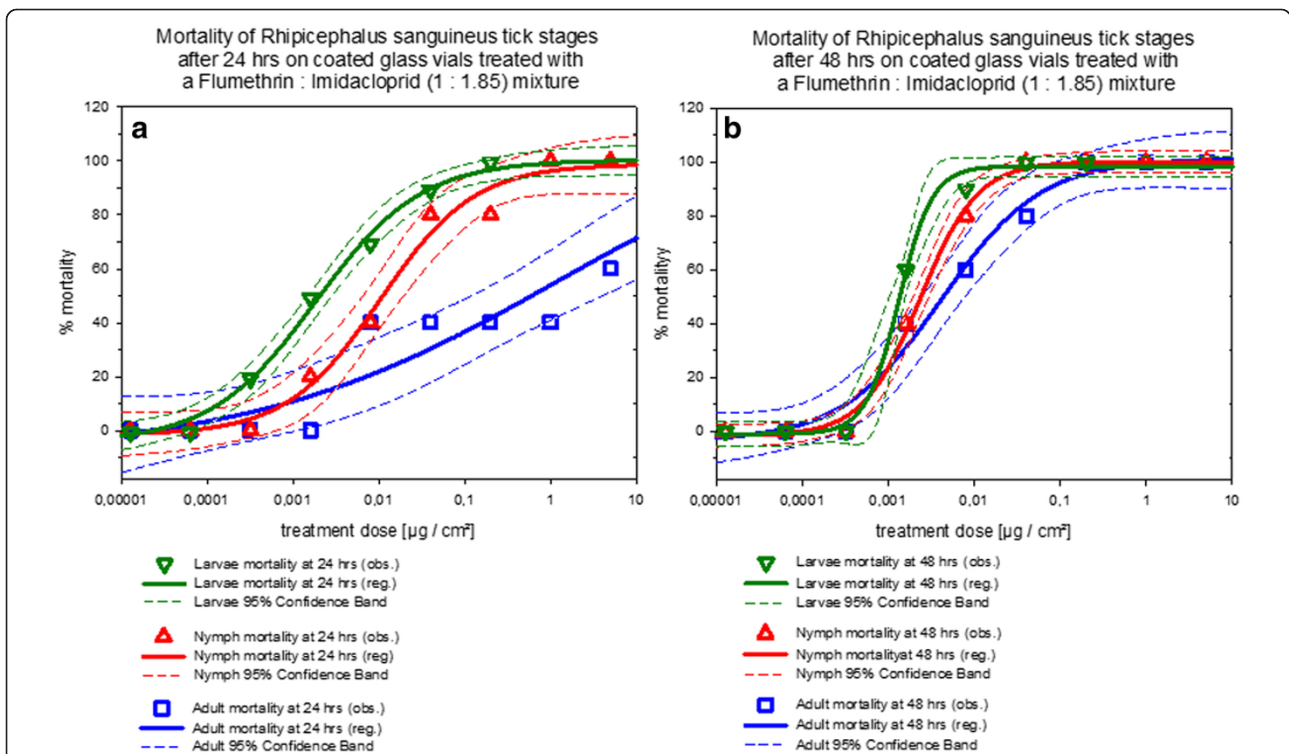 Mortality of Rhipicephalus sanguineus tick stages
after 24 hrs on coated glass vials treated with
a Flumethrin : Imidacloprid (1 : 1.85) mixture
120
100
80
60
40
20
0
% mortality
a
0,00001
0,0001
0,001
0,01
0,1
1
10
treatment dose [µg / cm²]
Larvae mortality at 24 hrs (obs.)
Larvae mortality at 24 hrs (reg.)
Larvae 95% Confidence Band
Nymph mortality at 24 hrs (obs.)
Nymph mortality at 24 hrs (reg)
Nymph 95% Confidence Band
Adult mortality at 24 hrs (obs.)
Adult mortality at 24 hrs (reg.)
Adult 95% Confidence Band
Mortality of Rhipicephalus sanguineus tick stages
after 48 hrs on coated glass vials treated with
a Flumethrin : Imidacloprid (1 : 1.85) mixture
120
100
80
60
40
20
0
% mortalityy
b
0,00001
0,0001
0,001
0,01
0,1
1
10
treatment dose [µg / cm²]
Larvae mortality at 48 hrs (obs.)
Larvae mortality at 48 hrs (reg.)
Larvae 95% Confidence Band
Nymph mortality at 48 hrs (obs.)
Nymph mortalityat 48 hrs (reg.)
Nymph 95% Confidence Band
Adult mortality at 48 hrs (obs.)
Adult mortality at 48 hrs (reg.)
Adult 95% Confidence Band